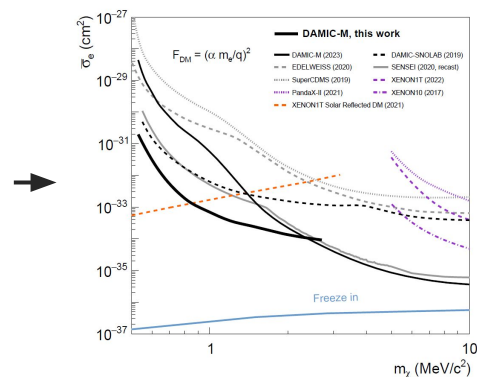 10⁻²⁷
10⁻²⁹
10⁻³¹
10⁻³³
10⁻³⁵
10⁻³⁷
σ̅ₑ (cm²)
DAMIC-M, this work
F_DM = (α mₑ/q)²
DAMIC-M (2023)
DAMIC-SNOLAB (2019)
EDELWEISS (2020)
SENSEI (2020, recast)
SuperCDMS (2019)
XENON1T (2022)
PandaX-II (2021)
XENON10 (2017)
XENON1T Solar Reflected DM (2021)
Freeze in
1
10
mᵪ (MeV/c²)